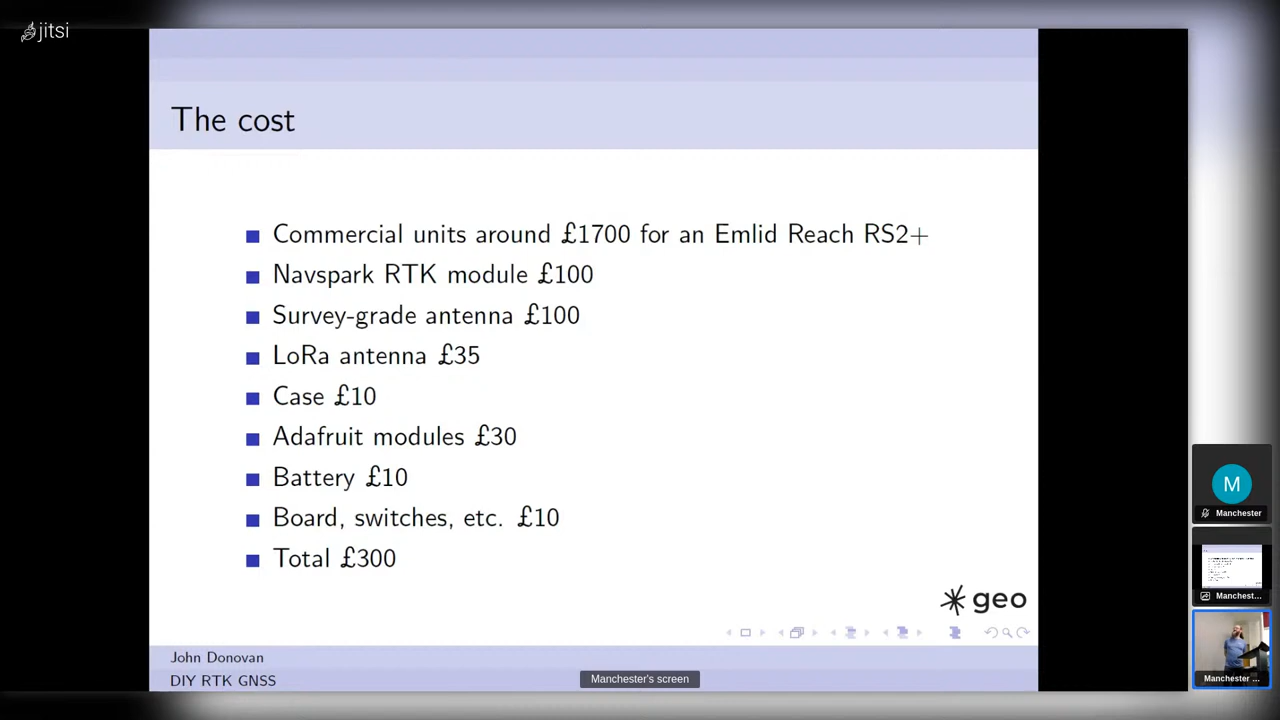 jitsi
The cost
Commercial units around £1700 for an Emlid Reach RS2+
Navspark RTK module £100
Survey-grade antenna £100
LoRa antenna £35
Case £10
Adafruit modules £30
Battery £10
Board, switches, etc. £10
Total £300
geo
John Donovan
DIY RTK GNSS
Manchester's screen
M
Manchester
Manchest...
Manchester ...